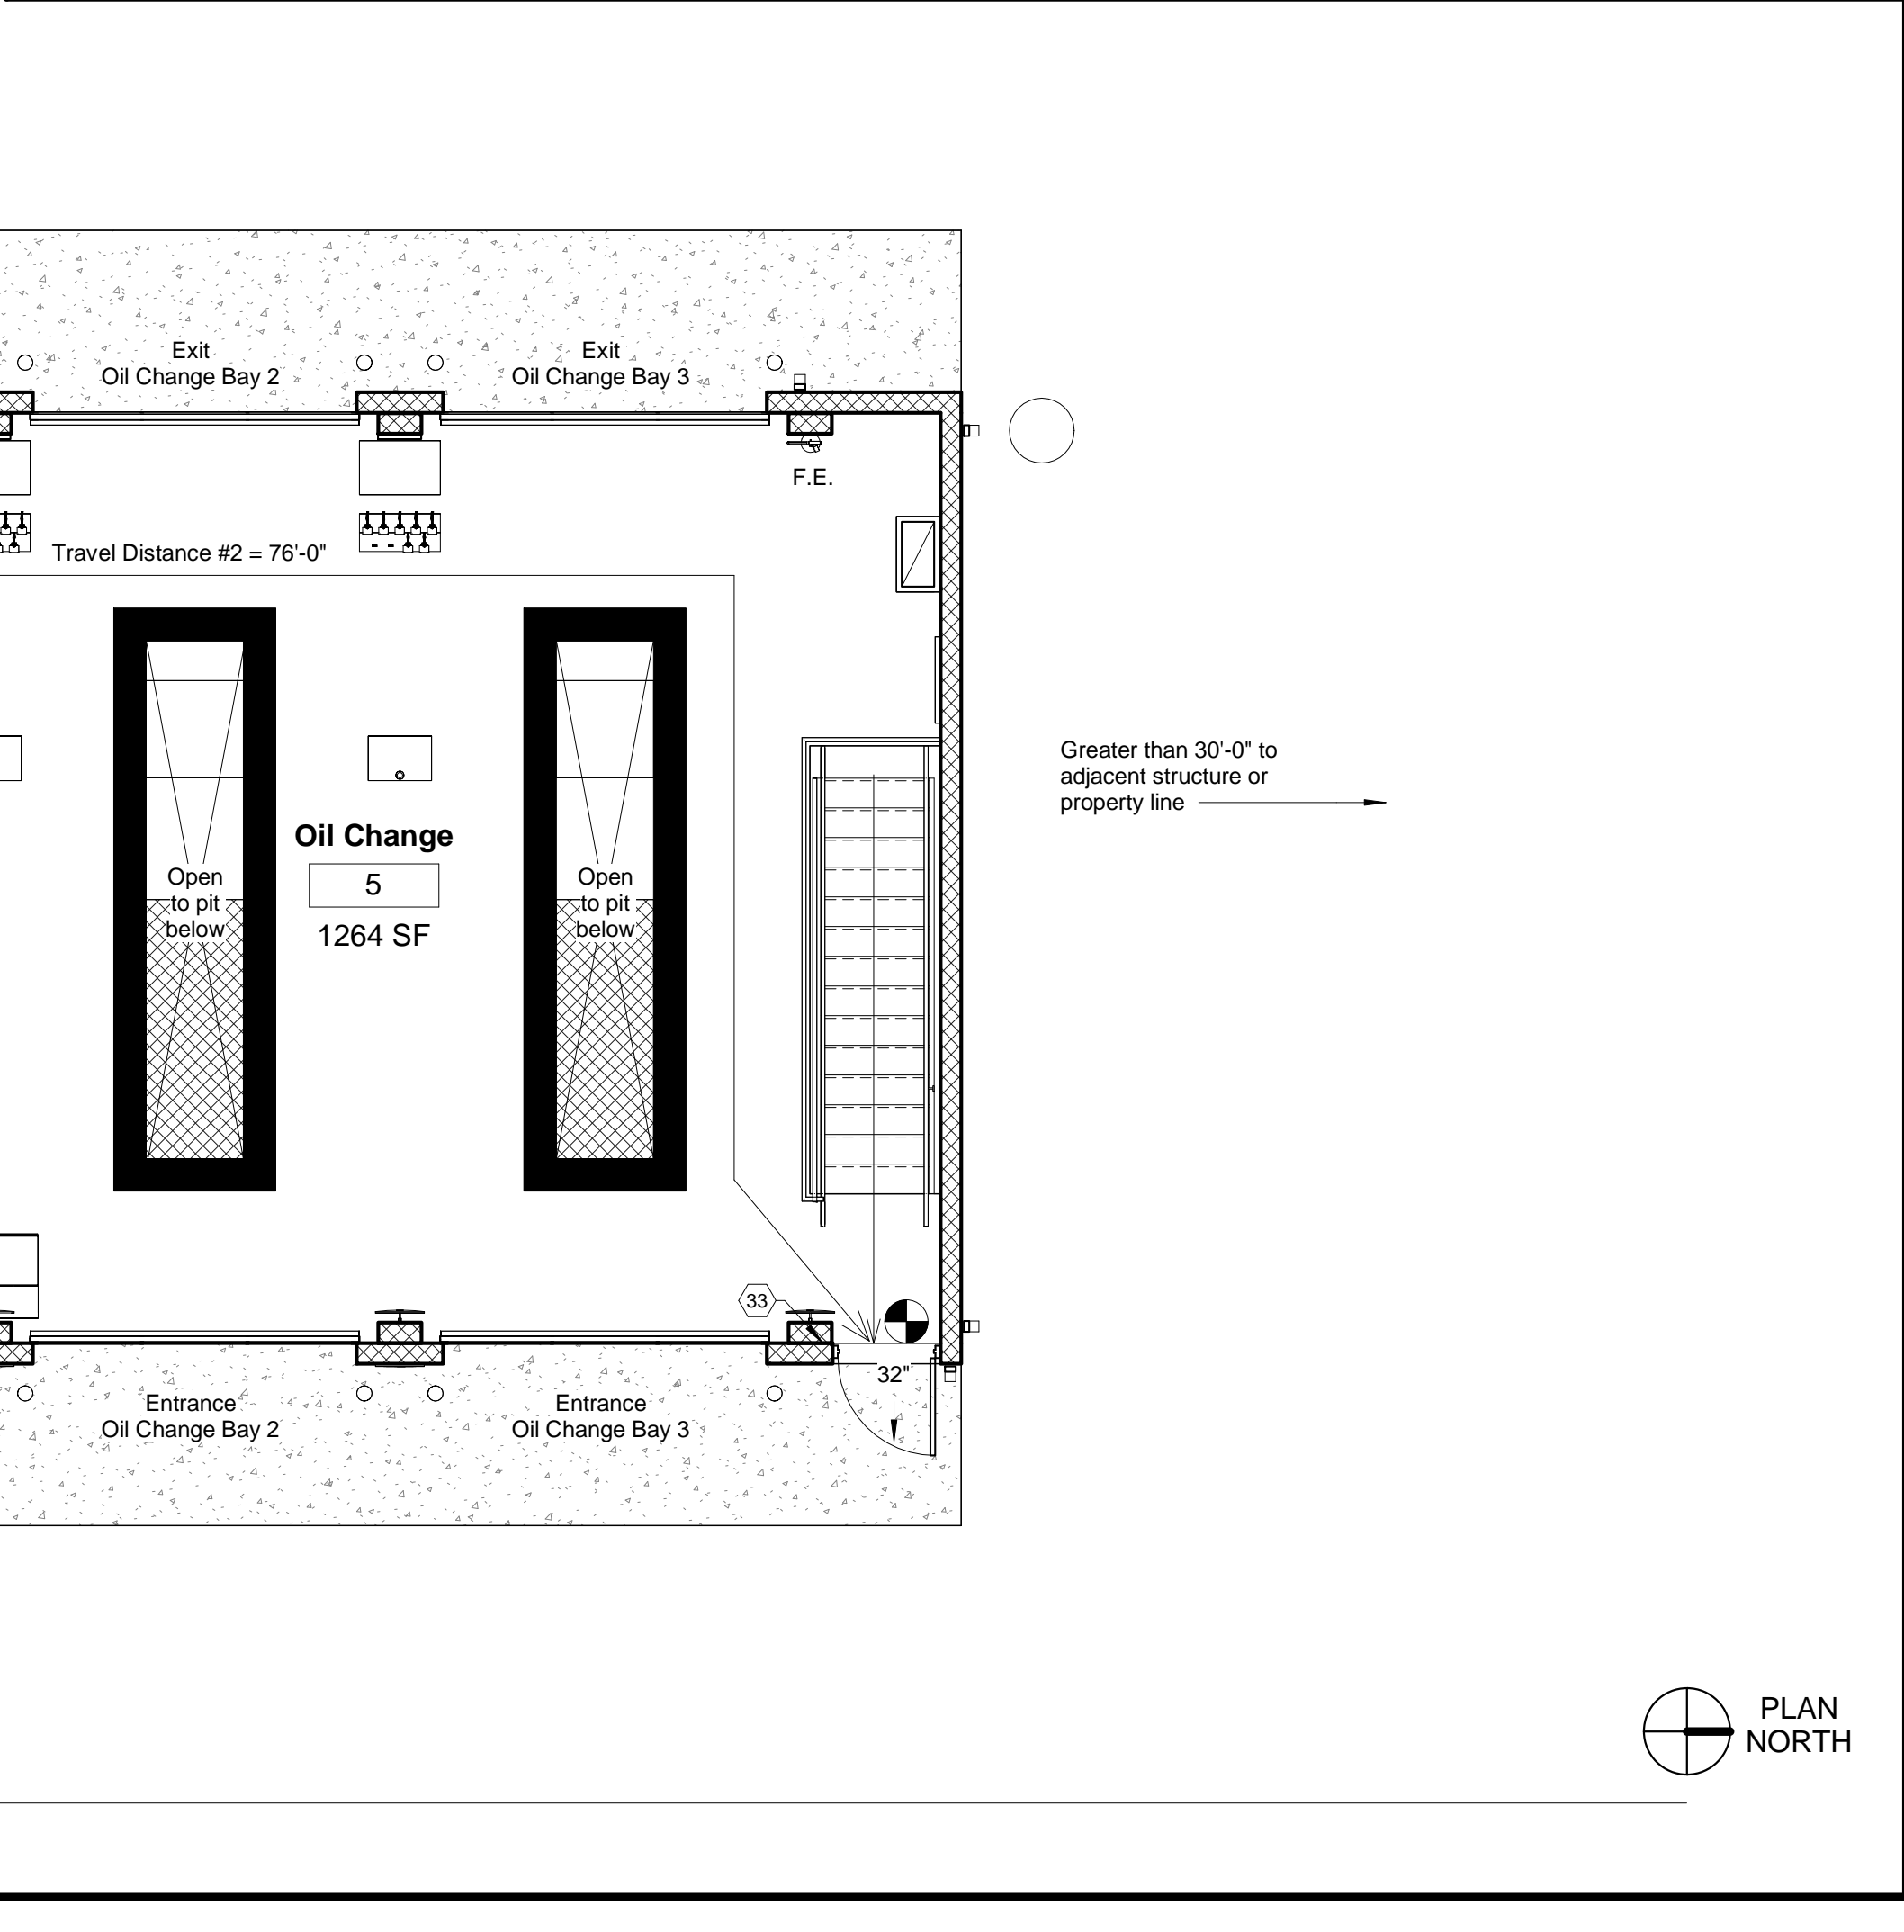 Exit
Oil Change Bay 2
Exit
Oil Change Bay 3
F.E.
Travel Distance #2 = 76'-0"
Greater than 30'-0" to
adjacent structure or
property line
Oil Change
5
1264 SF
Open
to pit
below
Open
to pit
below
33
32"
Entrance
Oil Change Bay 2
Entrance
Oil Change Bay 3
PLAN
NORTH